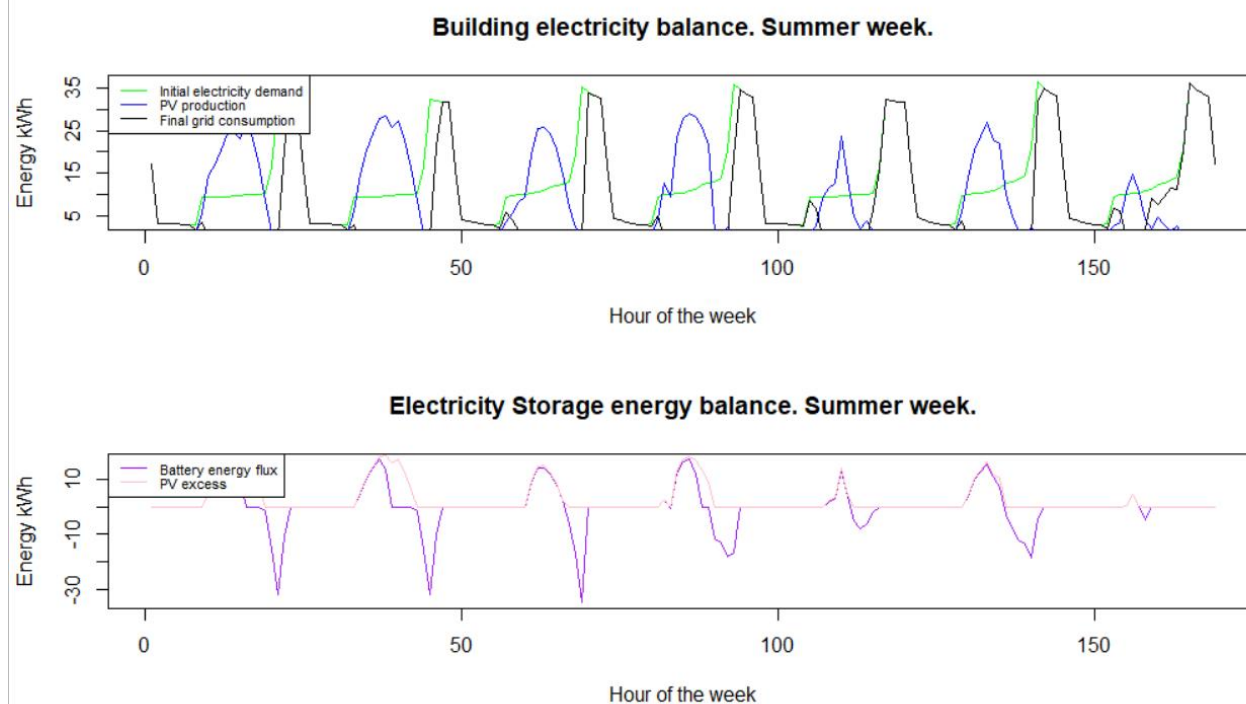 Building electricity balance. Summer week.
Initial electricity demand
PV production
Final grid consumption
Energy kWh
35
25
15
5
0 50 100 150
Hour of the week
Electricity Storage energy balance. Summer week.
Battery energy flux
PV excess
Energy kWh
10
-10
-30
0 50 100 150
Hour of the week